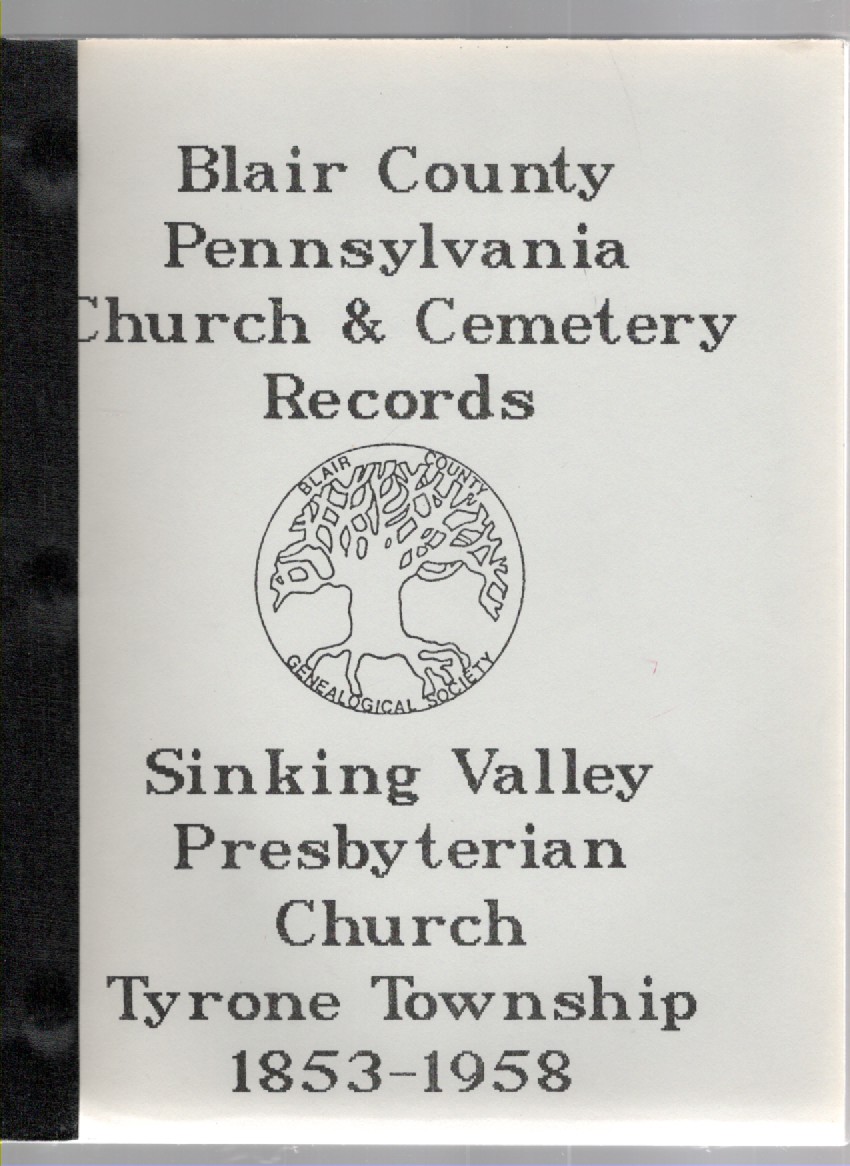 Blair County
Pennsylvania
Church & Cemetery
Records
BLAIR COUNTY
GENEALOGICAL SOCIETY
Sinking Valley
Presbyterian
Church
Tyrone Township
1853-1958